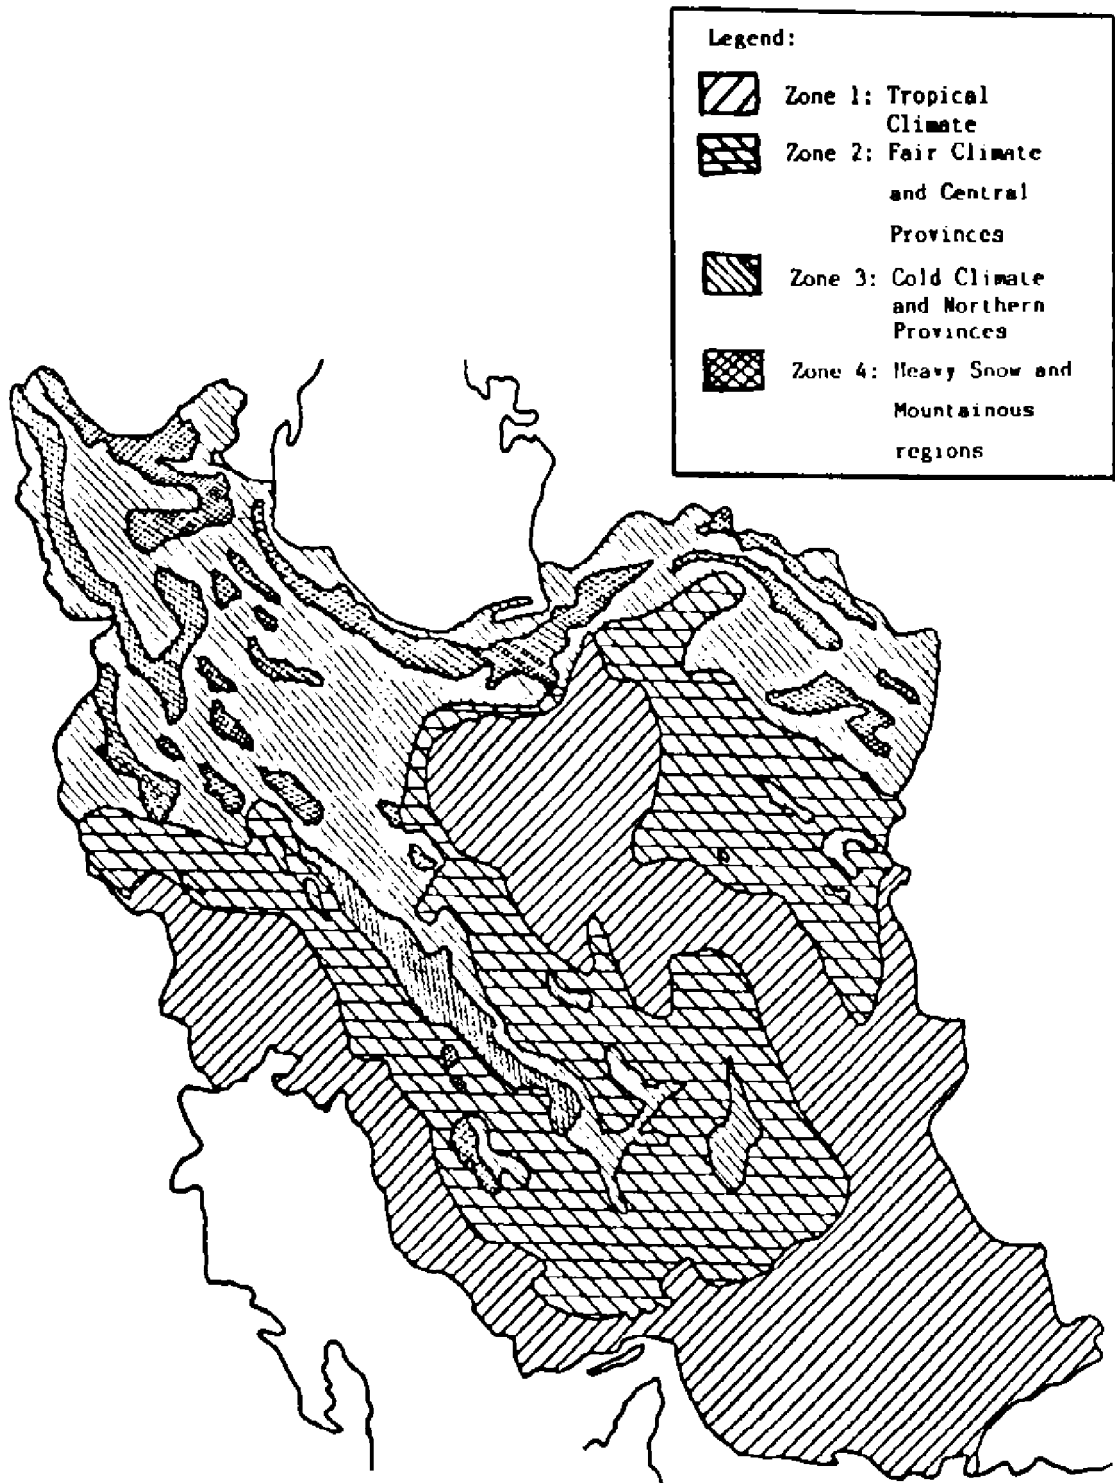 Legend:
Zone 1: Tropical
Climate
Zone 2: Fair Climate
and Central
Provinces
Zone 3: Cold Climate
and Northern
Provinces
Zone 4: Heavy Snow and
Mountainous
regions